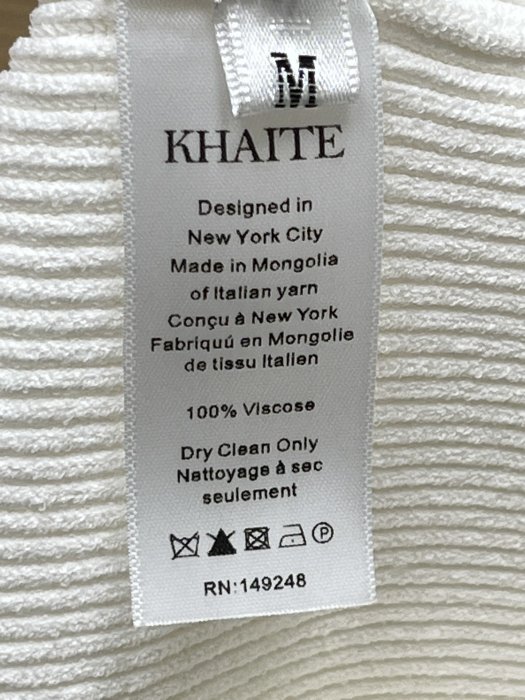 M
KHAITE
Designed in
New York City
Made in Mongolia
of Italian yarn
Conçu à New York
Fabriquú en Mongolie
de tissu Italien
100% Viscose
Dry Clean Only
Nettoyage à sec
seulement
P
RN:149248